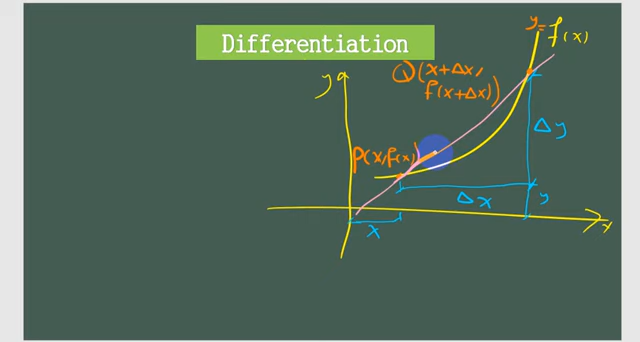 Differentiation
y = f(x)
y
Q(x+Δx,
f(x+Δx))
P(x, f(x))
Δy
Δx
y
x
x